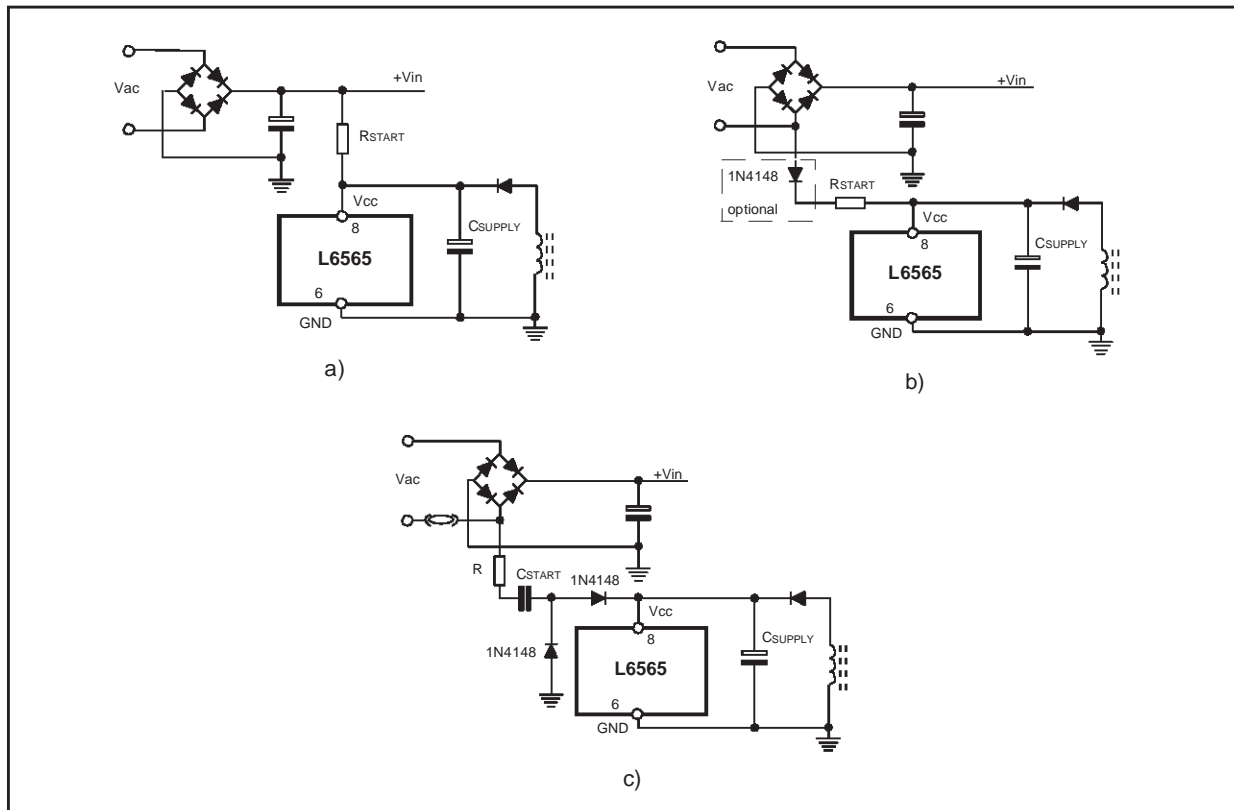 Vac
+Vin
RSTART
Vcc
8
CSUPPLY
L6565
6
GND
a)
Vac
+Vin
1N4148
RSTART
optional
Vcc
8
CSUPPLY
L6565
6
GND
b)
Vac
+Vin
R
CSTART
1N4148
Vcc
8
CSUPPLY
1N4148
L6565
6
GND
c)